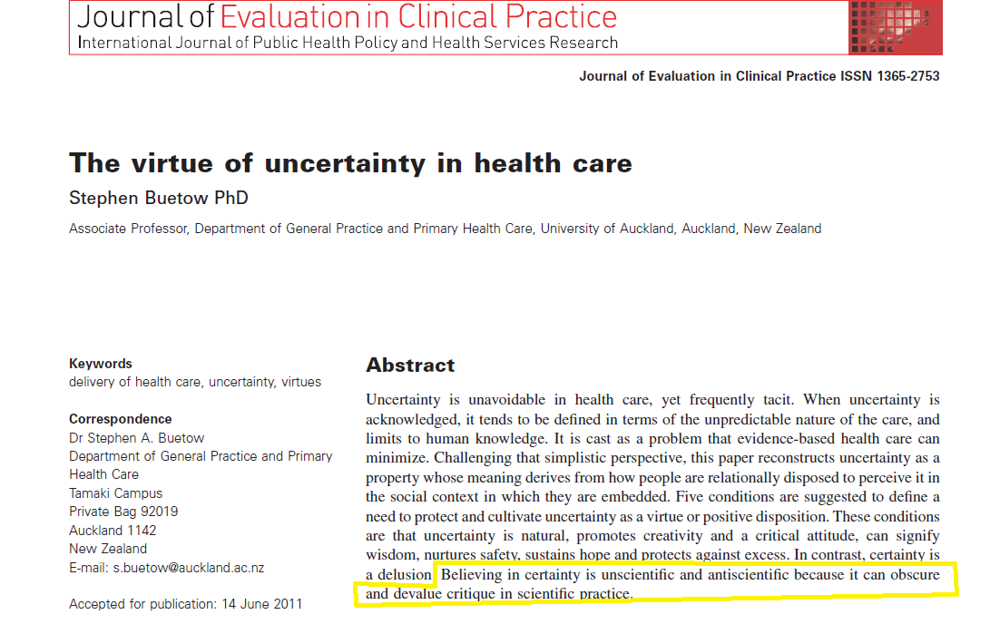 Journal of Evaluation in Clinical Practice
International Journal of Public Health Policy and Health Services Research
Journal of Evaluation in Clinical Practice ISSN 1365-2753
The virtue of uncertainty in health care
Stephen Buetow PhD
Associate Professor, Department of General Practice and Primary Health Care, University of Auckland, Auckland, New Zealand
Keywords
delivery of health care, uncertainty, virtues
Correspondence
Dr Stephen A. Buetow
Department of General Practice and Primary
Health Care
Tamaki Campus
Private Bag 92019
Auckland 1142
New Zealand
E-mail: s.buetow@auckland.ac.nz
Accepted for publication: 14 June 2011
Abstract
Uncertainty is unavoidable in health care, yet frequently tacit. When uncertainty is
acknowledged, it tends to be defined in terms of the unpredictable nature of the care, and
limits to human knowledge. It is cast as a problem that evidence-based health care can
minimize. Challenging that simplistic perspective, this paper reconstructs uncertainty as a
property whose meaning derives from how people are relationally disposed to perceive it in
the social context in which they are embedded. Five conditions are suggested to define a
need to protect and cultivate uncertainty as a virtue or positive disposition. These conditions
are that uncertainty is natural, promotes creativity and a critical attitude, can signify
wisdom, nurtures safety, sustains hope and protects against excess. In contrast, certainty is
a delusion. Believing in certainty is unscientific and antiscientific because it can obscure
and devalue critique in scientific practice.